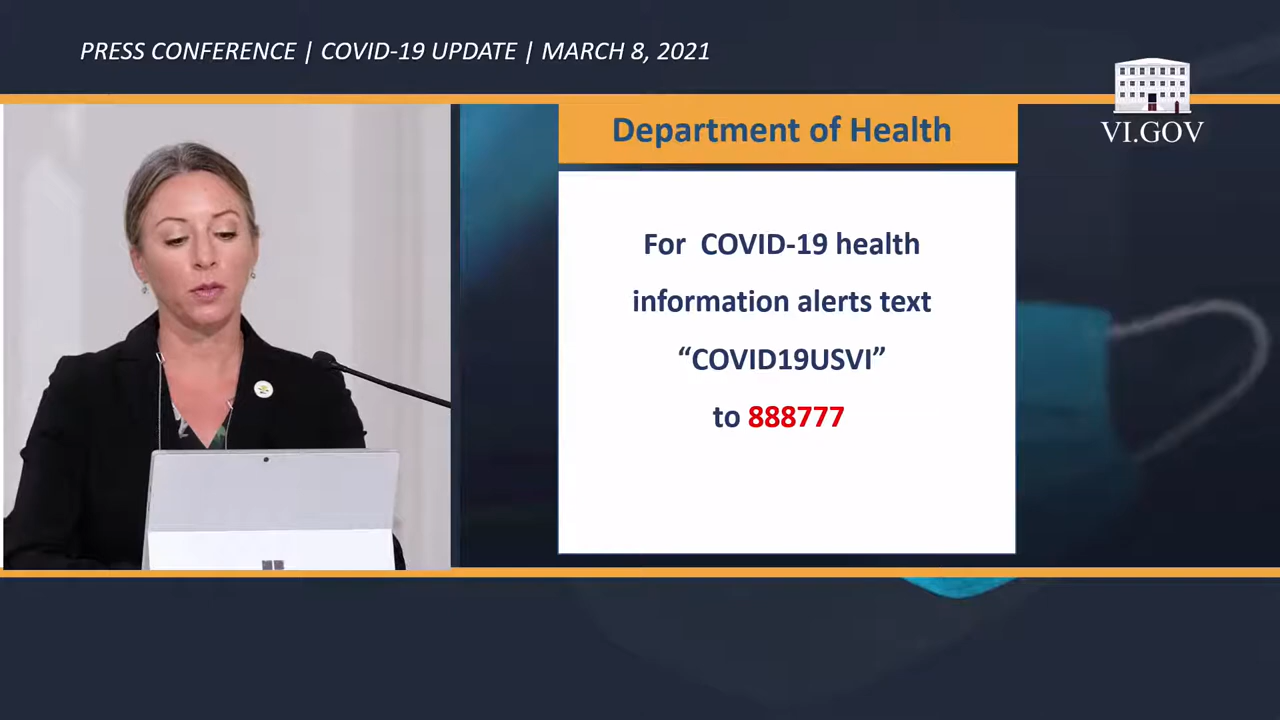 PRESS CONFERENCE | COVID-19 UPDATE | MARCH 8, 2021
VI.GOV
Department of Health
For COVID-19 health
information alerts text
“COVID19USVI”
to 888777